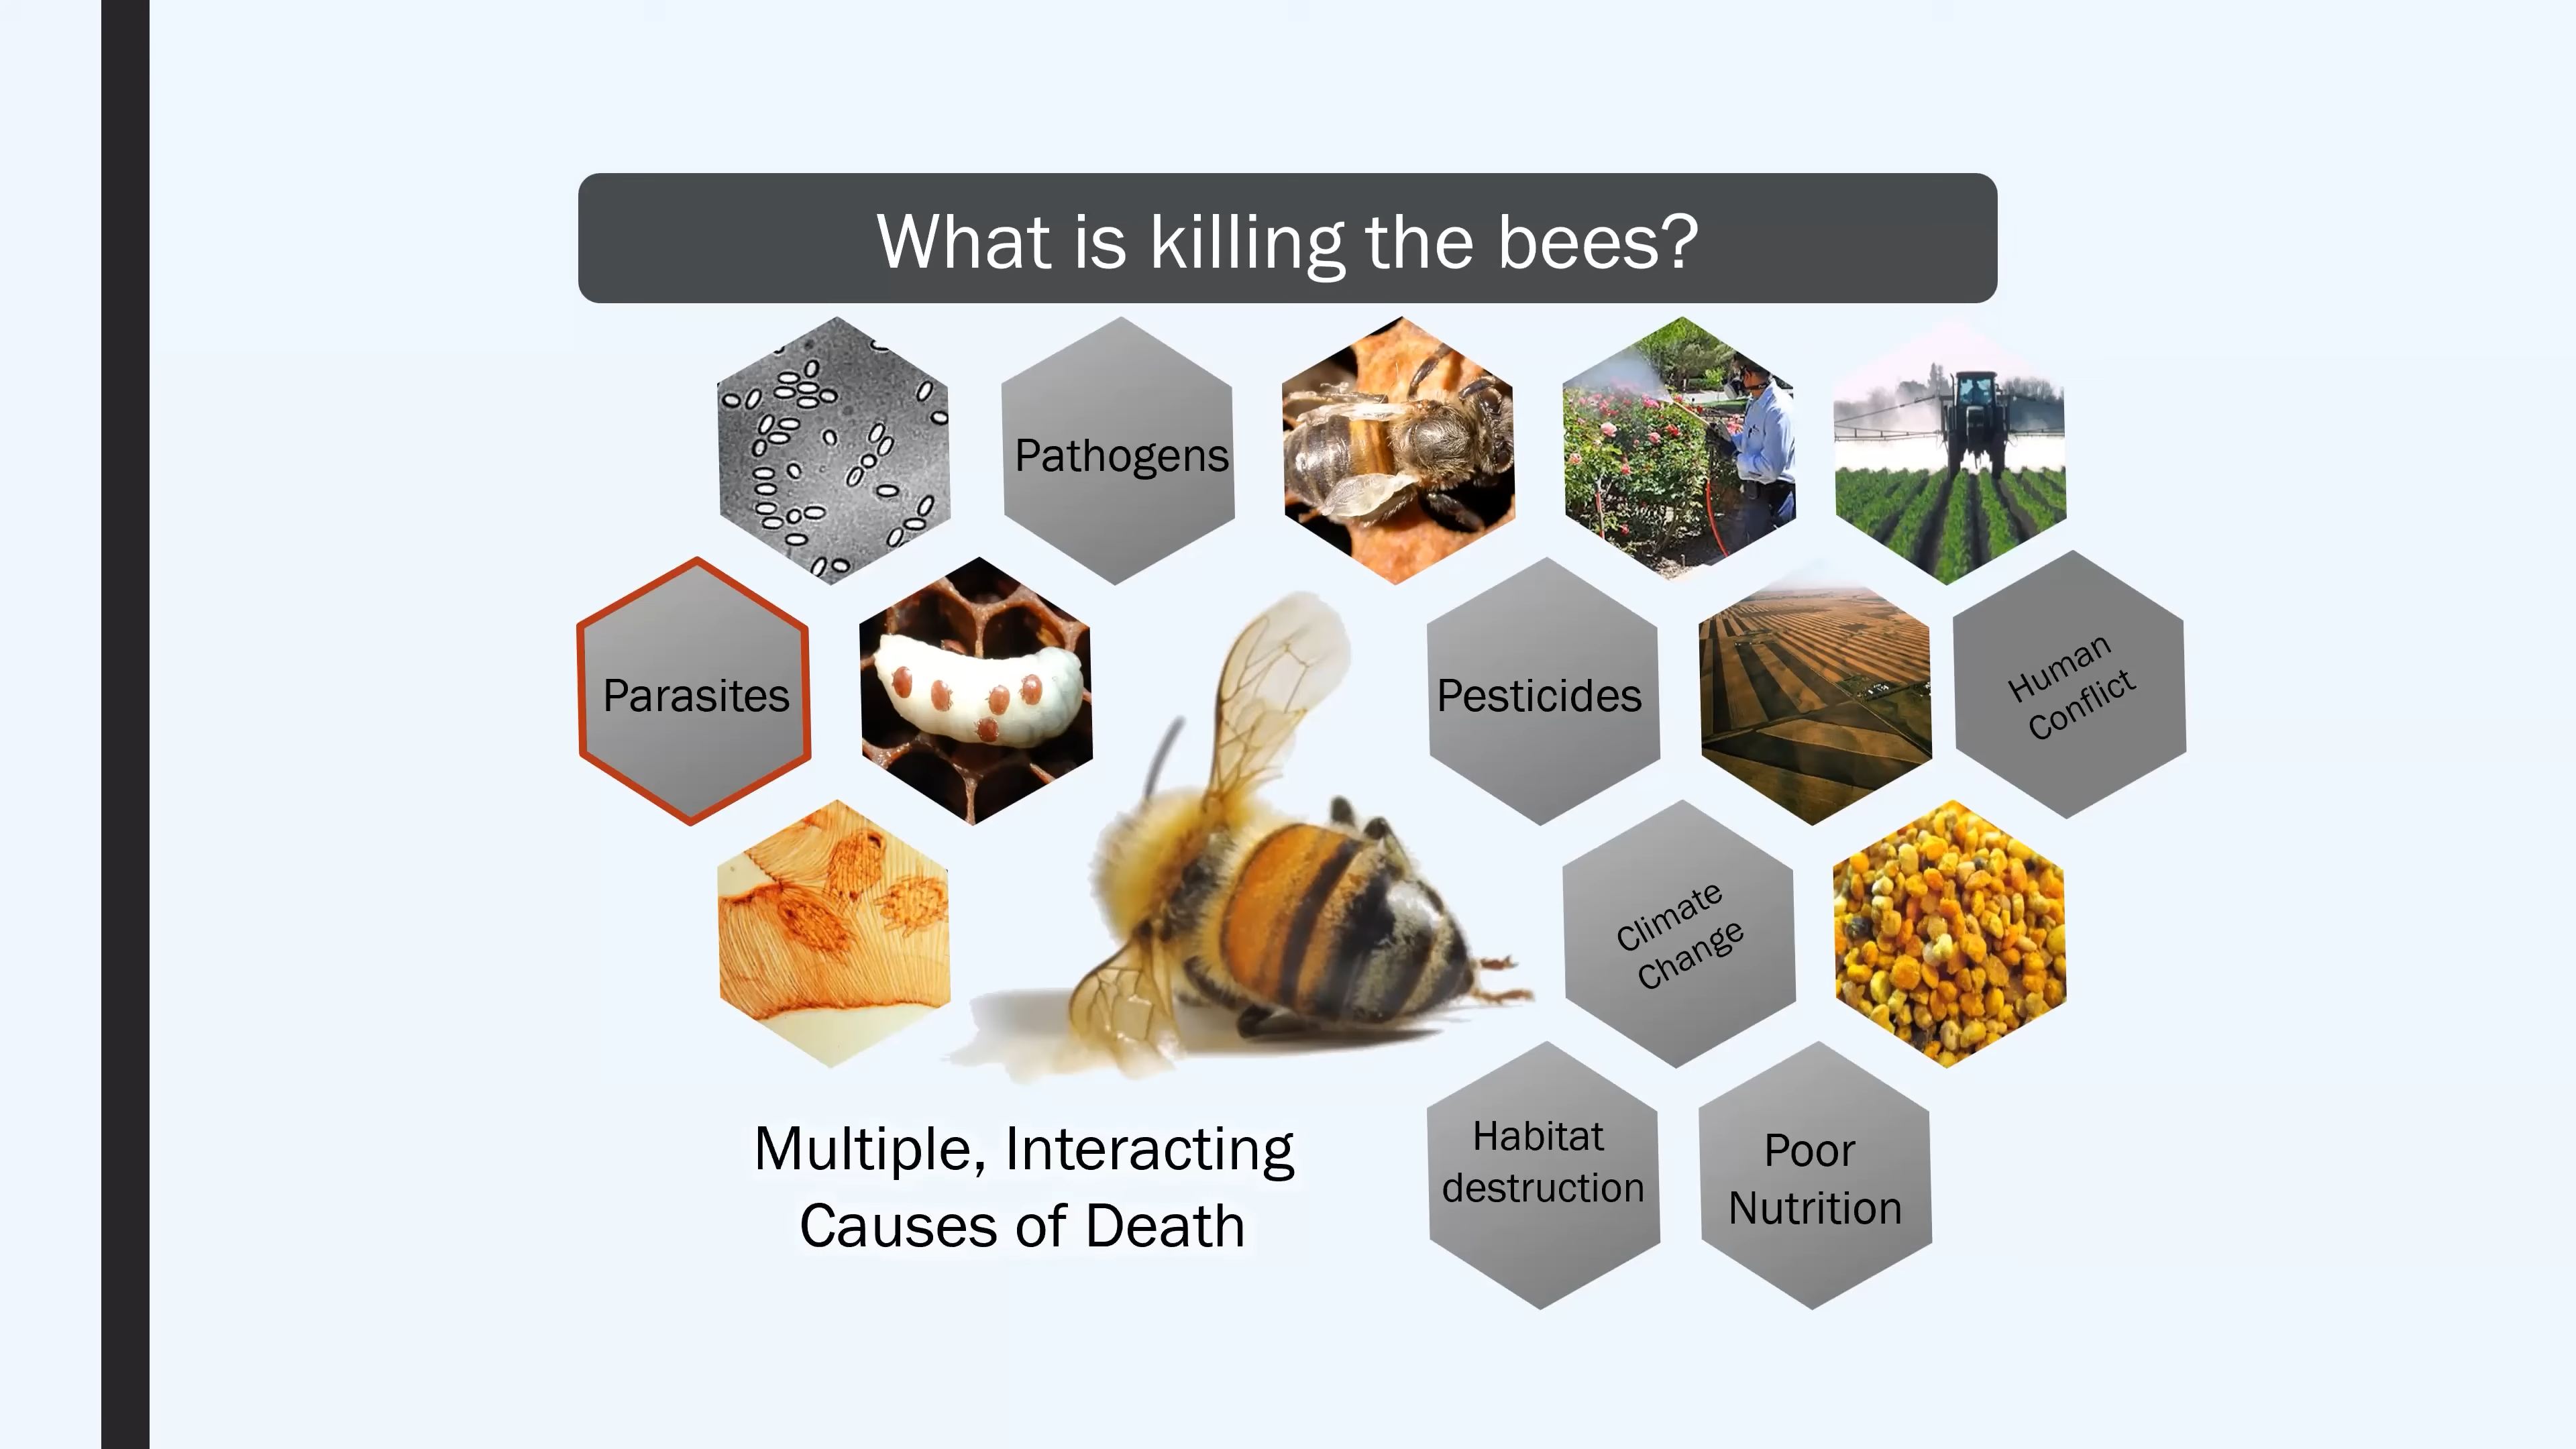 What is killing the bees?
Pathogens
Parasites
Pesticides
Human
Conflict
Climate
Change
Multiple, Interacting
Causes of Death
Habitat
destruction
Poor
Nutrition